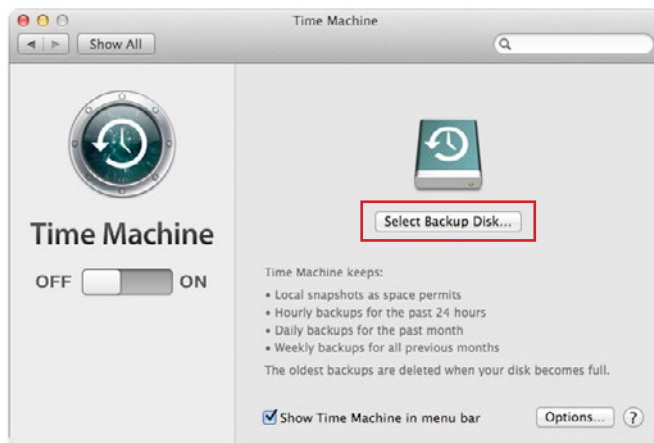 Time Machine
Show All
Select Backup Disk...
Time Machine
OFF ON
Time Machine keeps:
• Local snapshots as space permits
• Hourly backups for the past 24 hours
• Daily backups for the past month
• Weekly backups for all previous months
The oldest backups are deleted when your disk becomes full.
Show Time Machine in menu bar
Options... ?